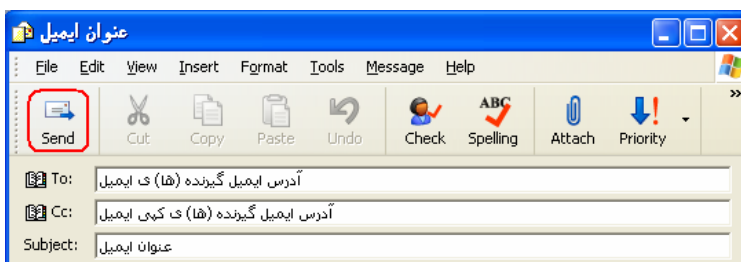 عنوان ایمیل
File Edit View Insert Format Tools Message Help
Send Cut Copy Paste Undo Check ABC Spelling Attach Priority »
To: آدرس ایمیل گیرنده (ها) ی ایمیل
Cc: آدرس ایمیل گیرنده (ها) ی کپی ایمیل
Subject: عنوان ایمیل